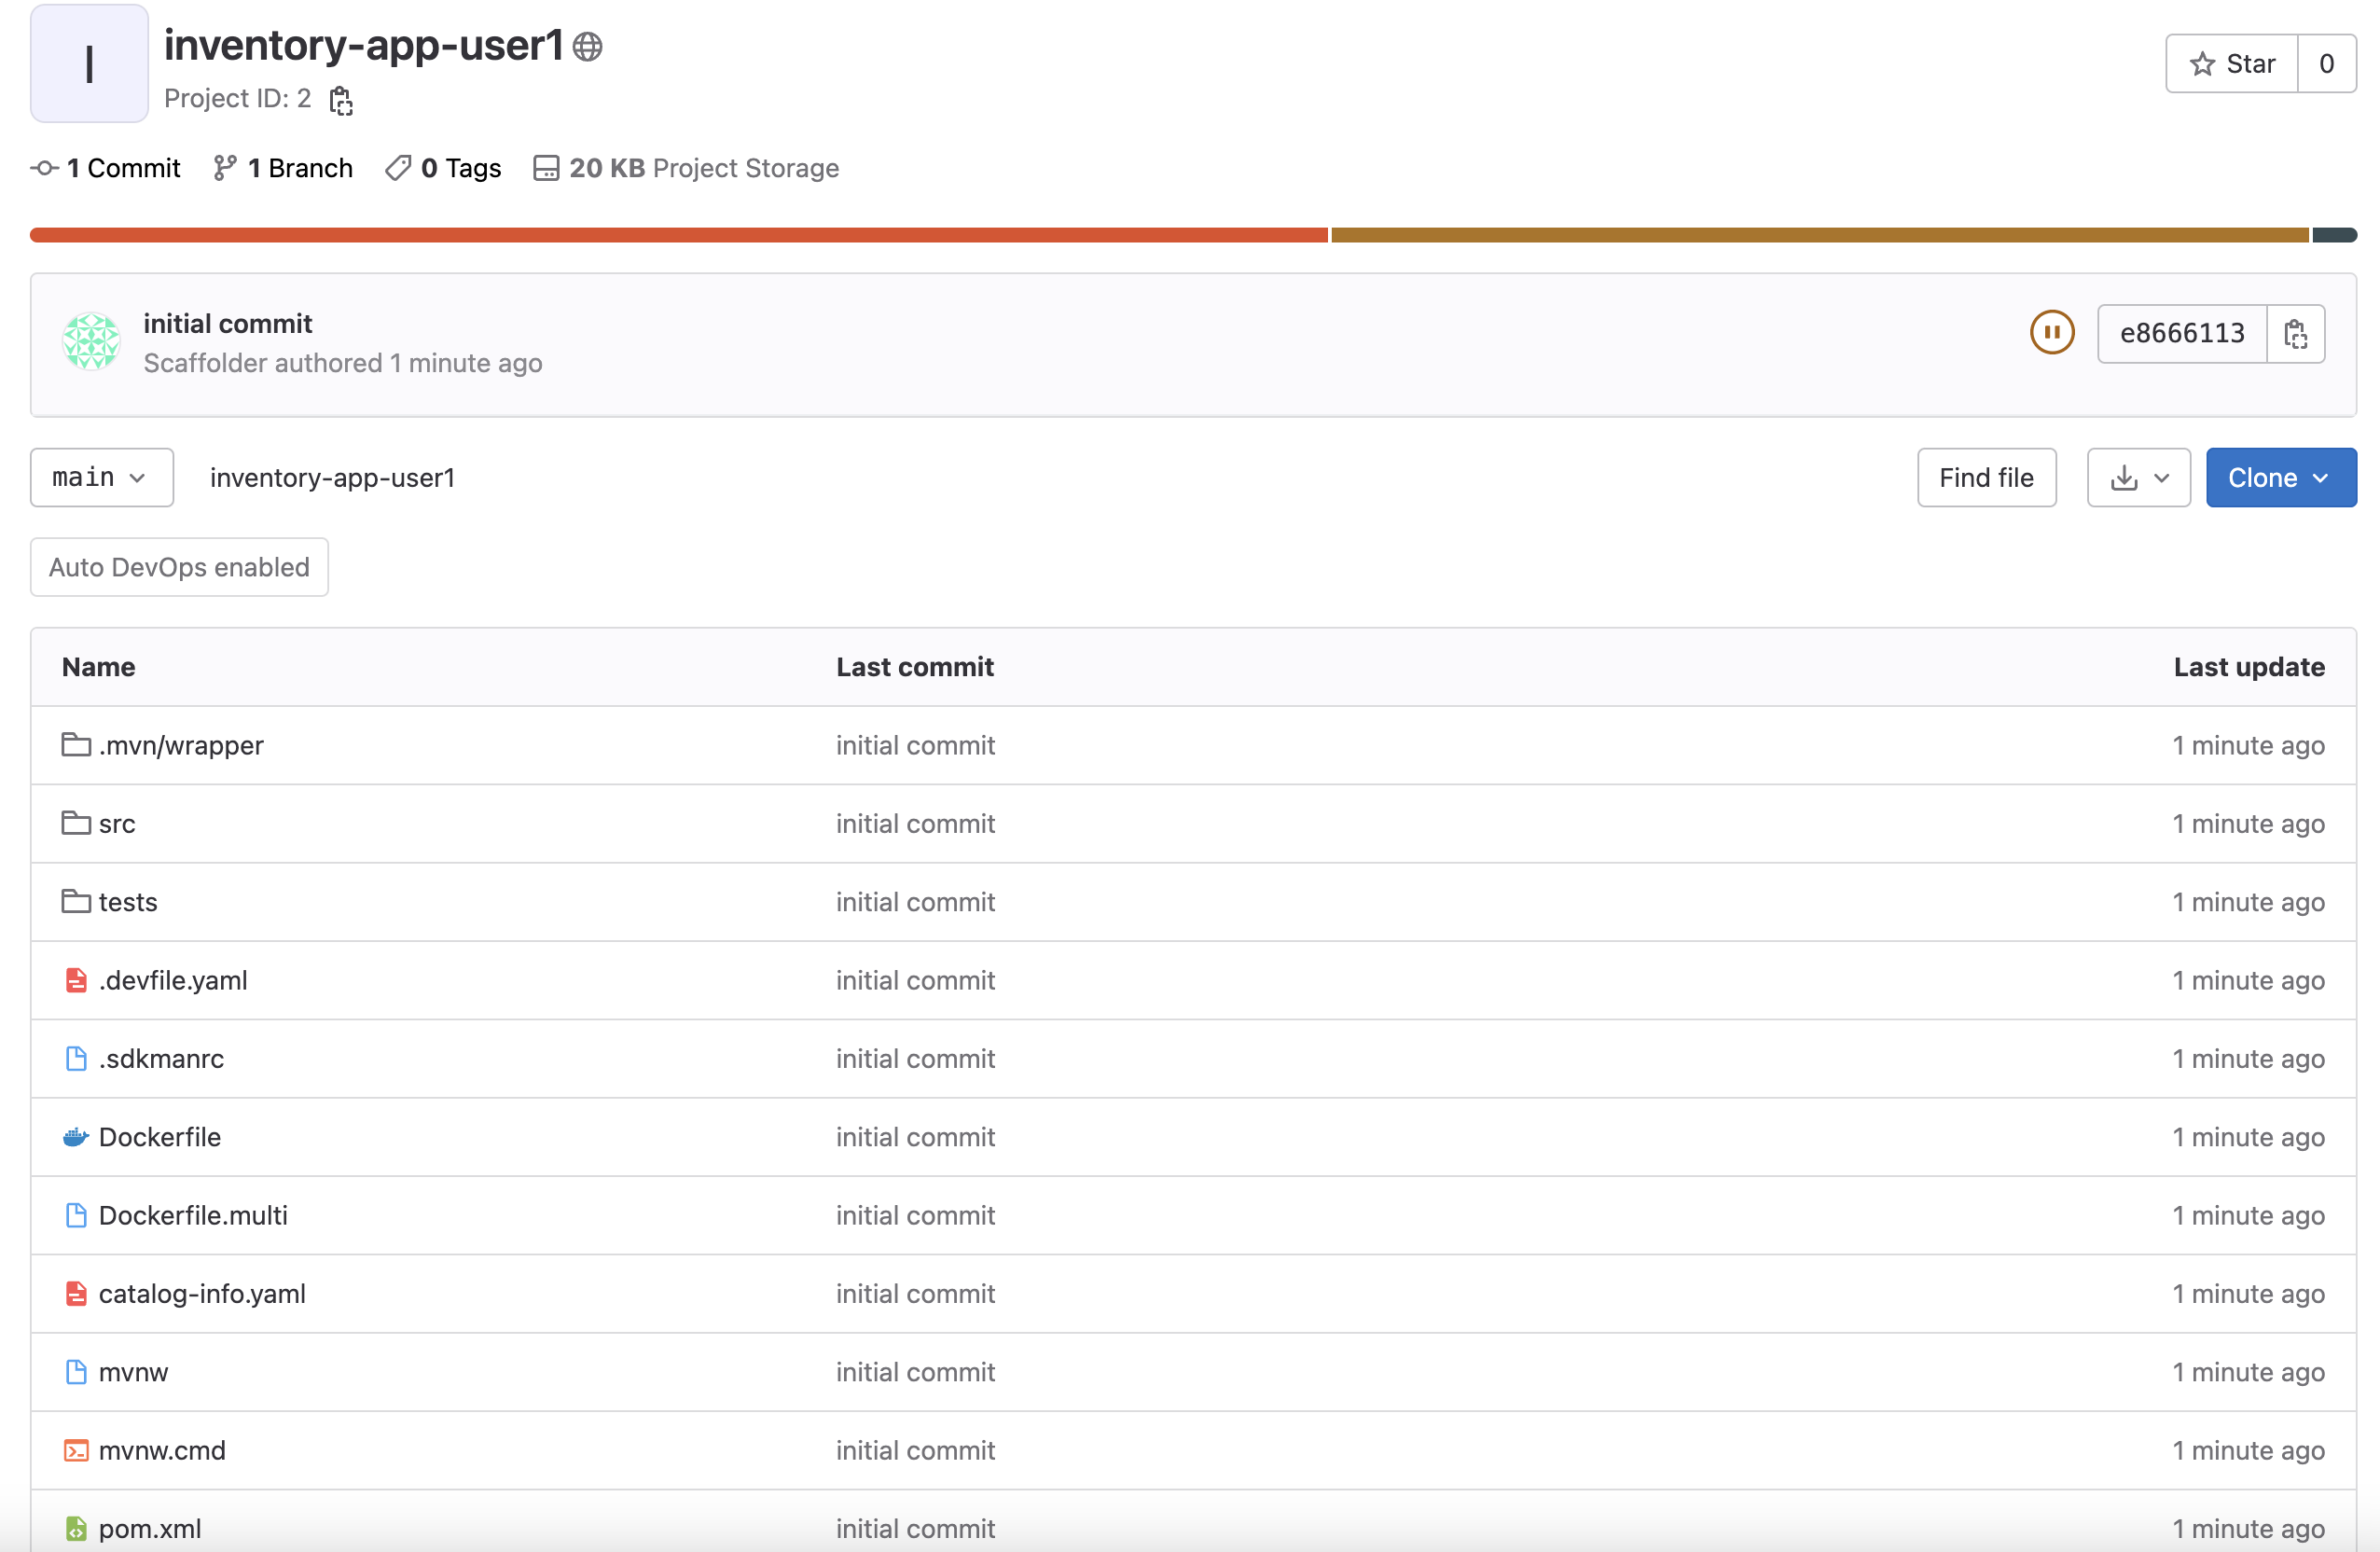 I
inventory-app-user1
Project ID: 2
Star 0
1 Commit 1 Branch 0 Tags 20 KB Project Storage
initial commit
Scaffolder authored 1 minute ago
e8666113
main inventory-app-user1 Find file Clone
Auto DevOps enabled
Name Last commit Last update
.mvn/wrapper initial commit 1 minute ago
src initial commit 1 minute ago
tests initial commit 1 minute ago
.devfile.yaml initial commit 1 minute ago
.sdkmanrc initial commit 1 minute ago
Dockerfile initial commit 1 minute ago
Dockerfile.multi initial commit 1 minute ago
catalog-info.yaml initial commit 1 minute ago
mvnw initial commit 1 minute ago
mvnw.cmd initial commit 1 minute ago
pom.xml initial commit 1 minute ago